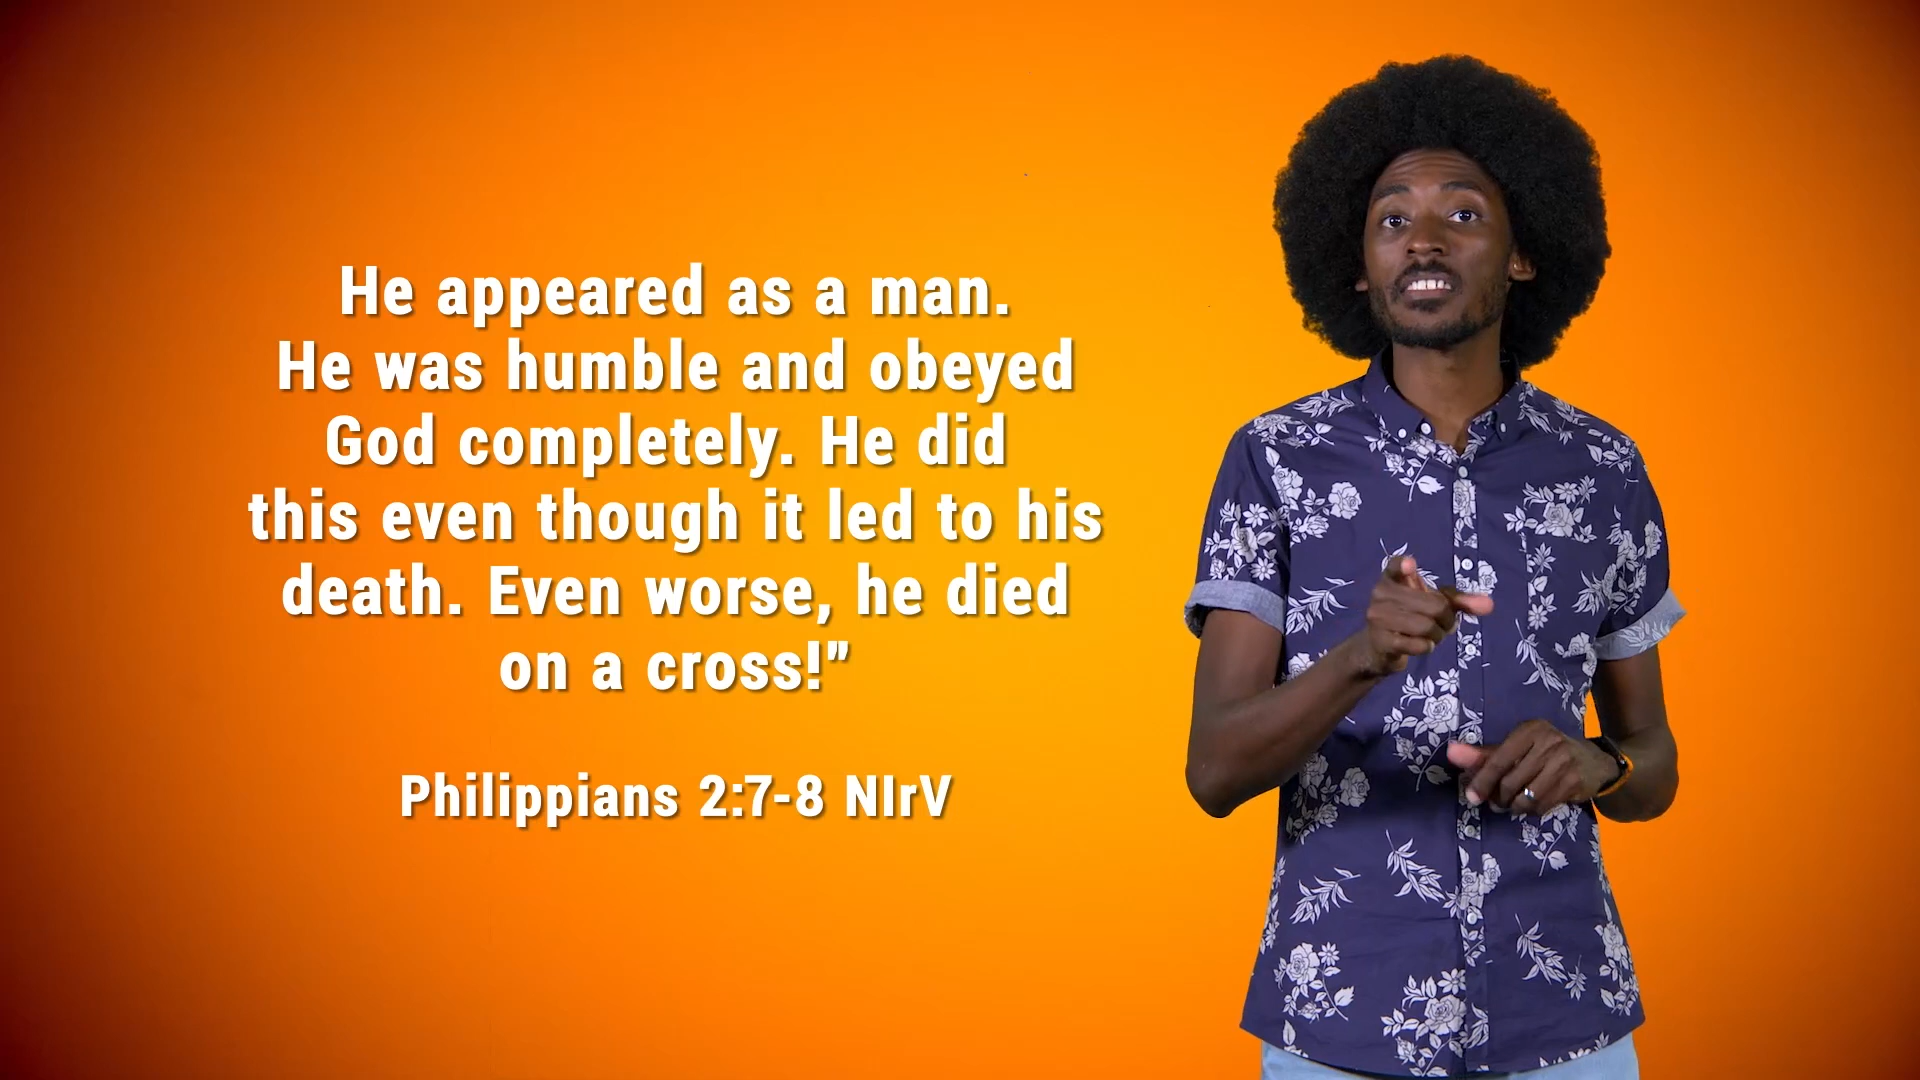 He appeared as a man.
He was humble and obeyed
God completely. He did
this even though it led to his
death. Even worse, he died
on a cross!"
Philippians 2:7-8 NIrV